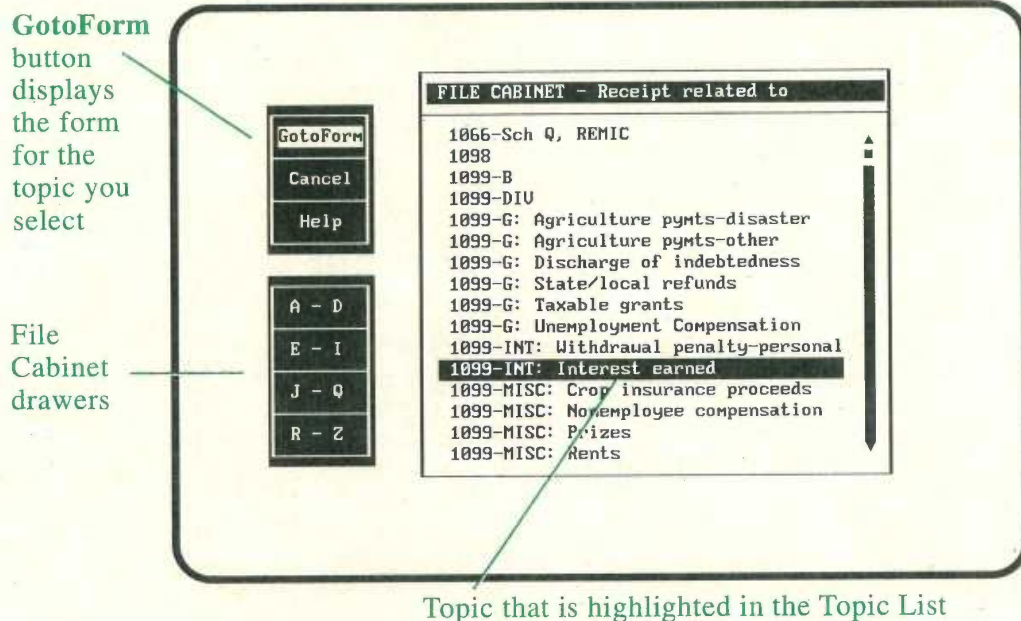 GotoForm
button
displays
the form
for the
topic you
select
File
Cabinet
drawers
GotoForm
Cancel
Help
A - D
E - I
J - Q
R - Z
FILE CABINET - Receipt related to
1066-Sch Q, REMIC
1098
1099-B
1099-DIV
1099-G: Agriculture pymts-disaster
1099-G: Agriculture pymts-other
1099-G: Discharge of indebtedness
1099-G: State/local refunds
1099-G: Taxable grants
1099-G: Unemployment Compensation
1099-INT: Withdrawal penalty-personal
1099-INT: Interest earned
1099-MISC: Crop insurance proceeds
1099-MISC: Nonemployee compensation
1099-MISC: Prizes
1099-MISC: Rents
Topic that is highlighted in the Topic List